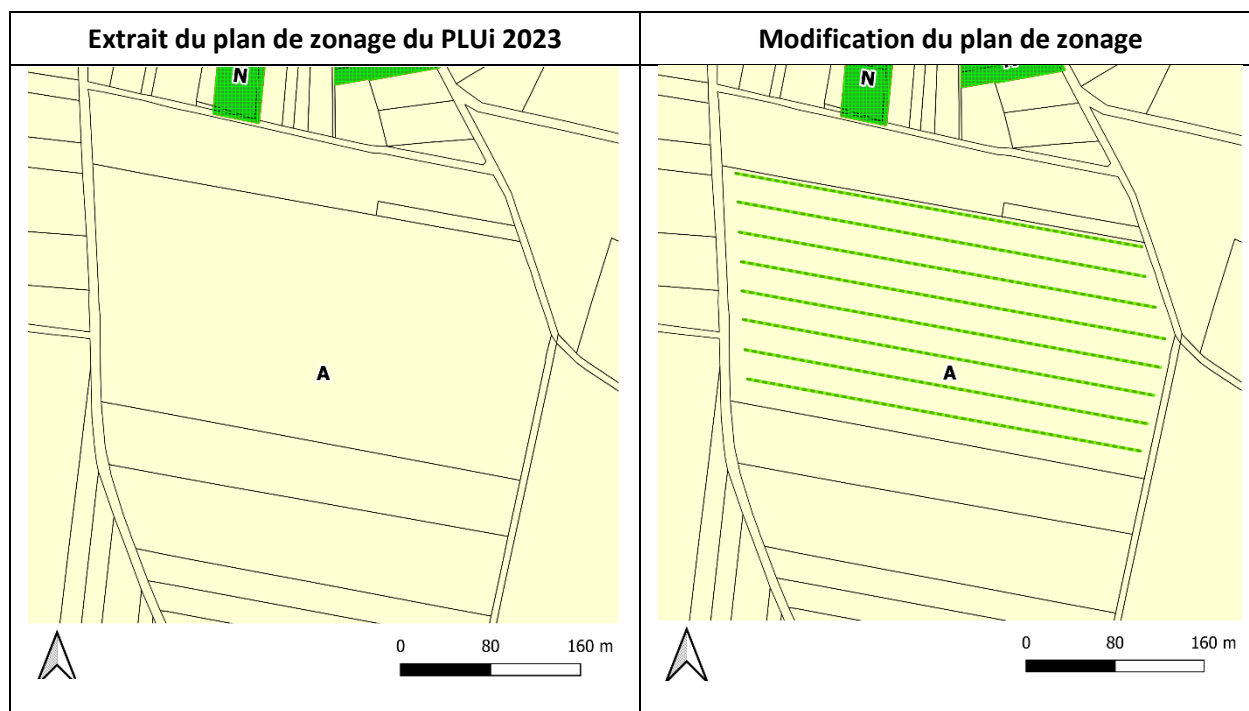 Extrait du plan de zonage du PLUi 2023
Modification du plan de zonage
N
A
0 80 160 m
N
A
0 80 160 m